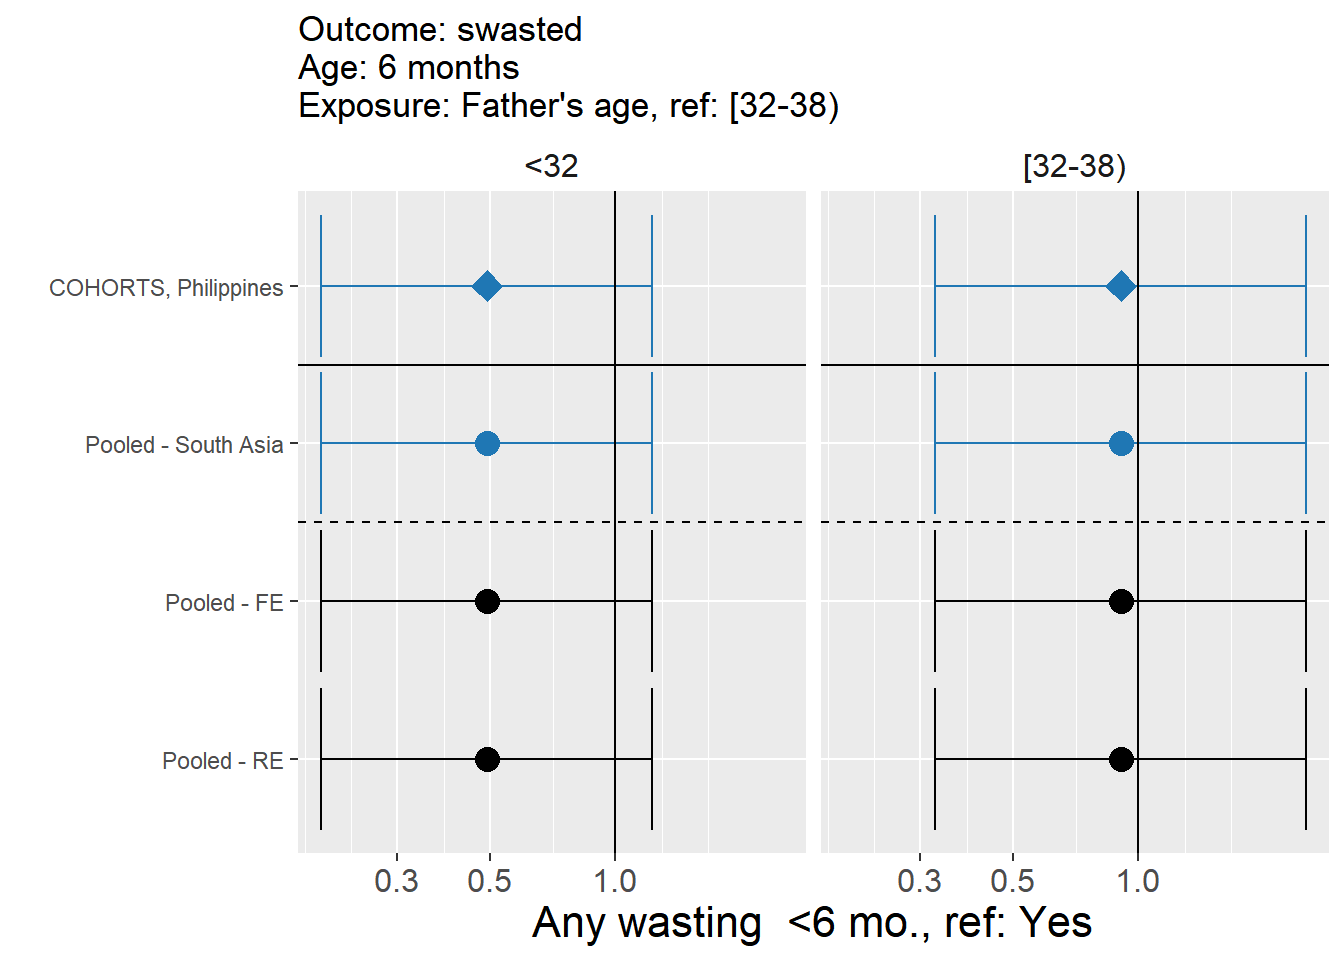 Outcome: swasted
Age: 6 months
Exposure: Father's age, ref: [32-38)
<32
[32-38)
COHORTS, Philippines
Pooled - South Asia
Pooled - FE
Pooled - RE
0.3 0.5 1.0 0.3 0.5 1.0
Any wasting  <6 mo., ref: Yes